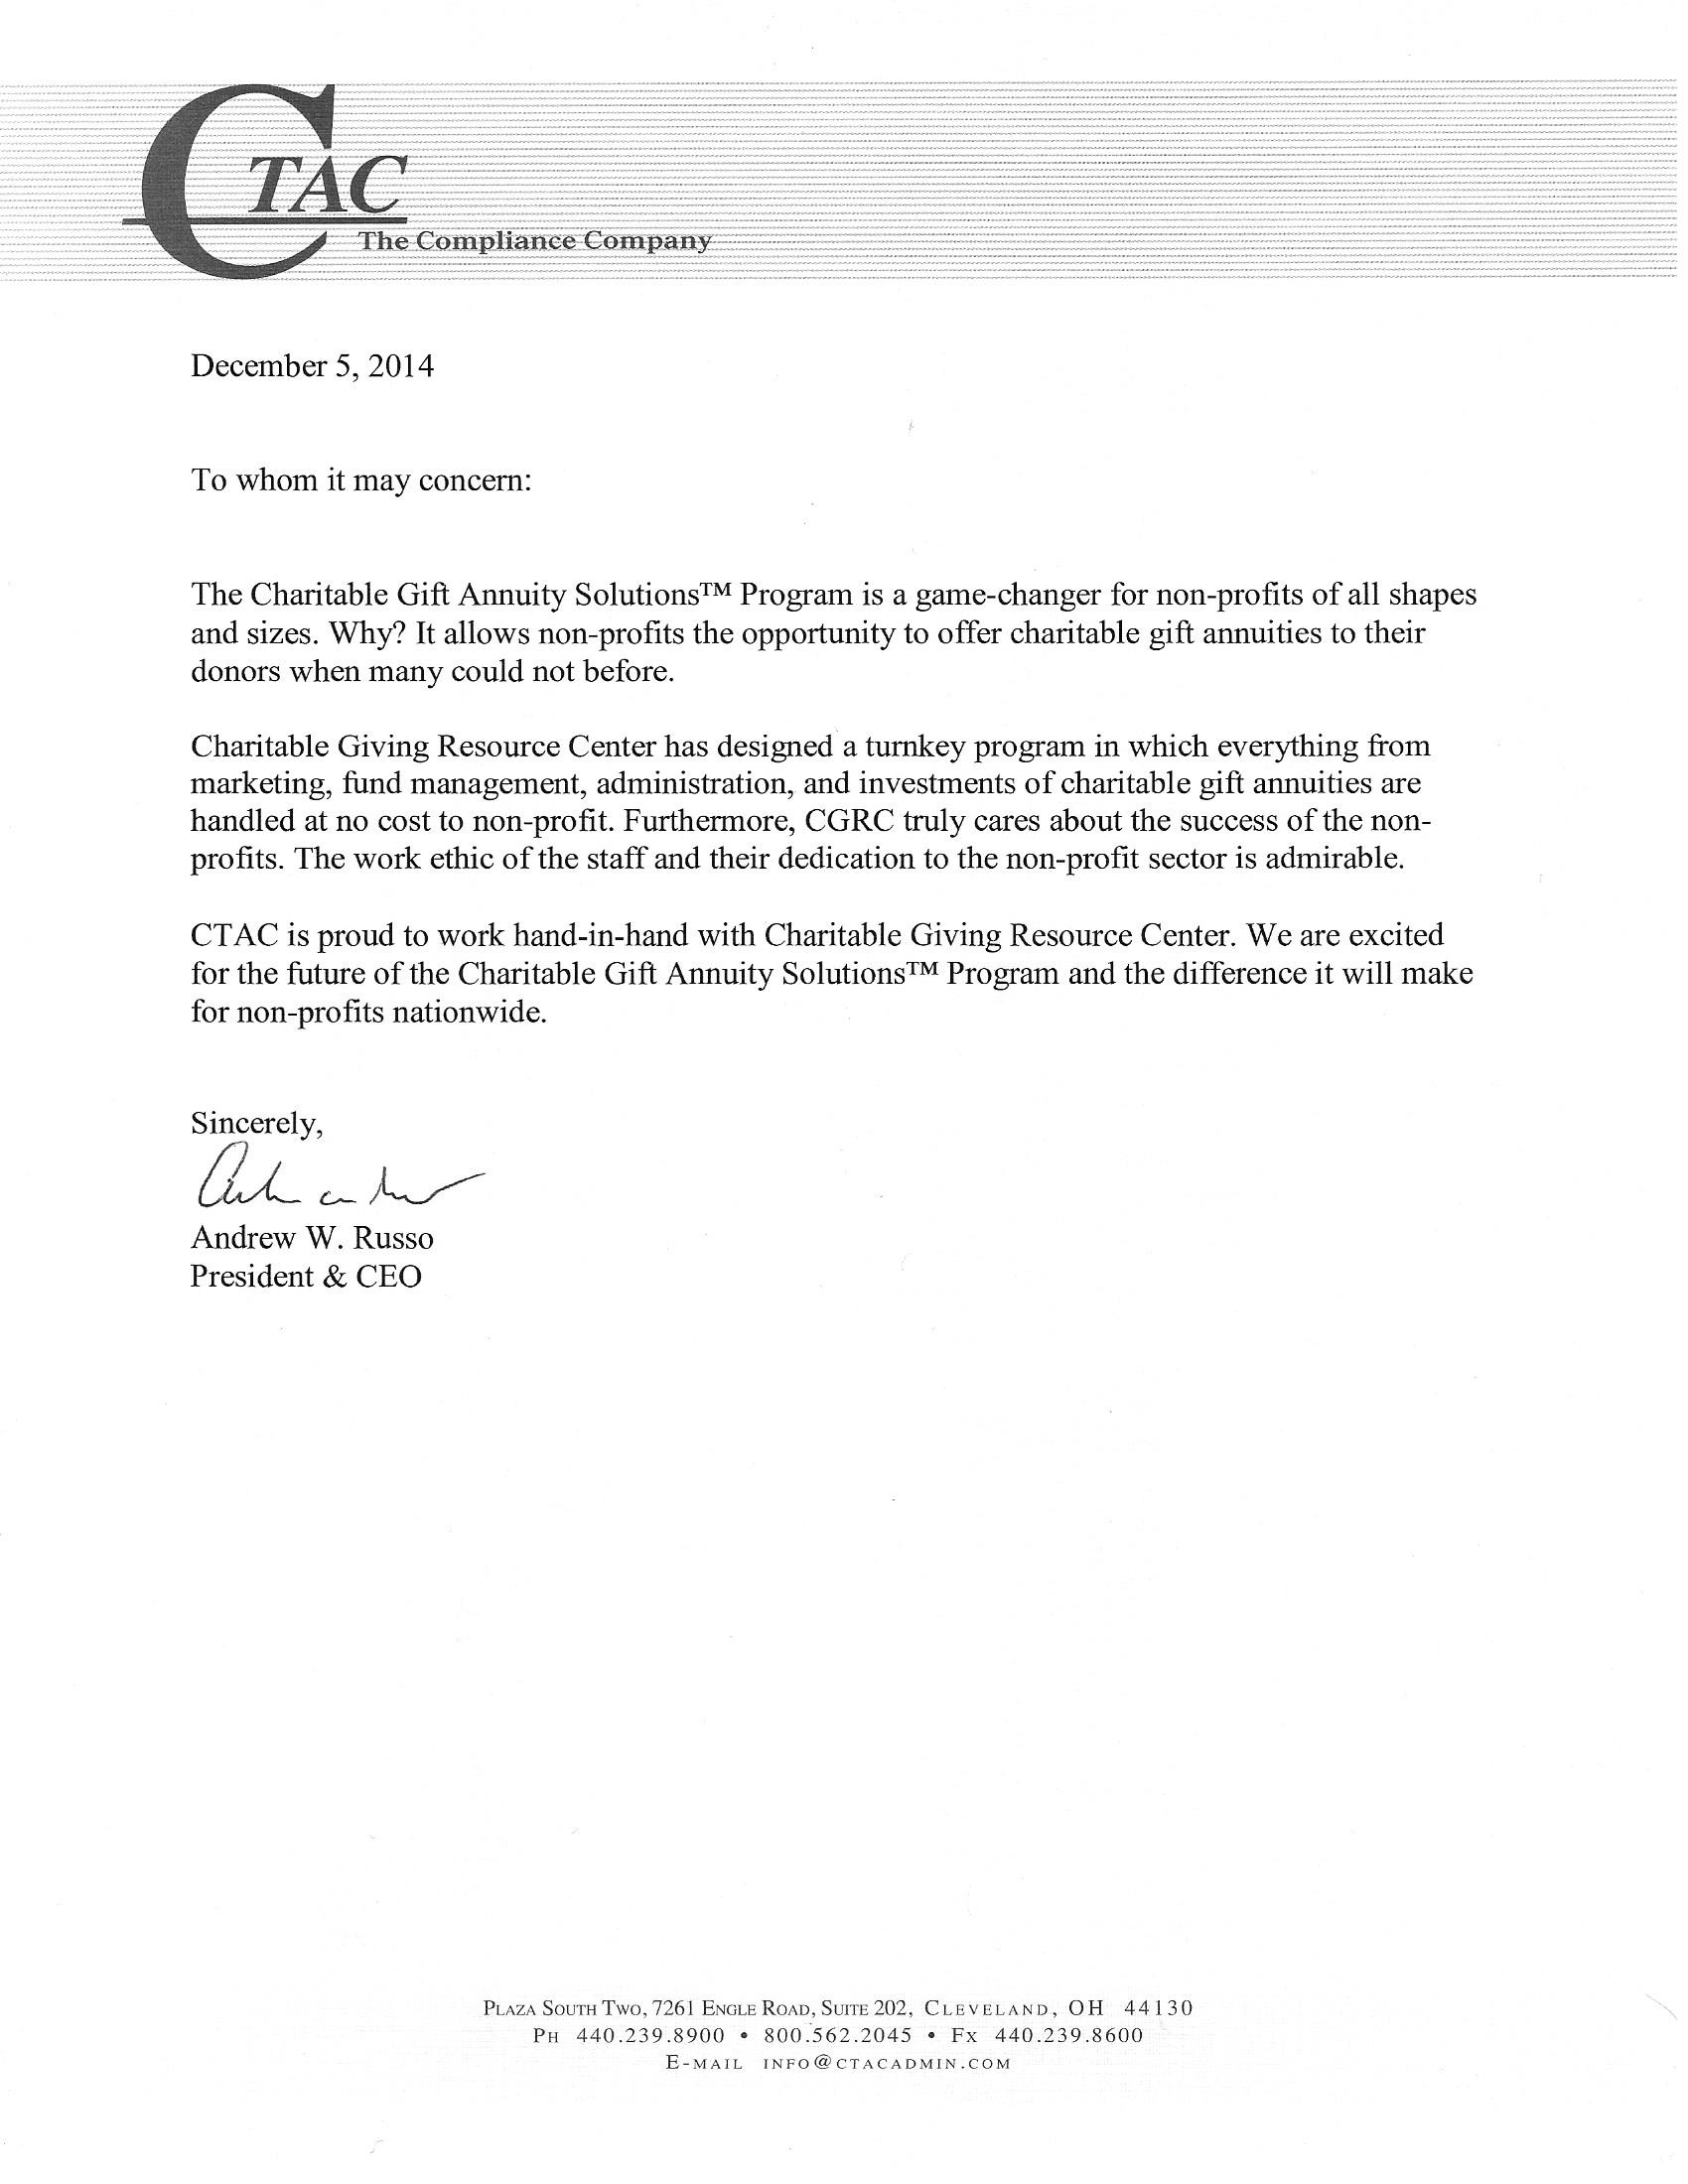 CTAC
The Compliance Company
December 5, 2014
To whom it may concern:
The Charitable Gift Annuity Solutions™ Program is a game-changer for non-profits of all shapes
and sizes. Why? It allows non-profits the opportunity to offer charitable gift annuities to their
donors when many could not before.
Charitable Giving Resource Center has designed a turnkey program in which everything from
marketing, fund management, administration, and investments of charitable gift annuities are
handled at no cost to non-profit. Furthermore, CGRC truly cares about the success of the non-
profits. The work ethic of the staff and their dedication to the non-profit sector is admirable.
CTAC is proud to work hand-in-hand with Charitable Giving Resource Center. We are excited
for the future of the Charitable Gift Annuity Solutions™ Program and the difference it will make
for non-profits nationwide.
Sincerely,
Andrew W. Russo
President & CEO
PLAZA SOUTH TWO, 7261 ENGLE ROAD, SUITE 202, CLEVELAND, OH 44130
PH 440.239.8900 • 800.562.2045 • FX 440.239.8600
E-MAIL INFO@CTACADMIN.COM